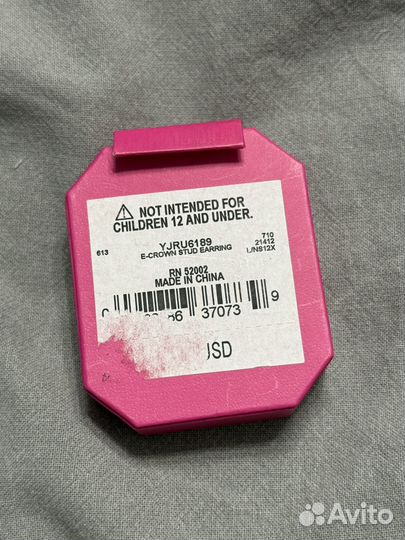 NOT INTENDED FOR
CHILDREN 12 AND UNDER.
613
YJRU6189
E-CROWN STUD EARRING
710
21412
RN 52002
MADE IN CHINA
37073
9
USD
Avito